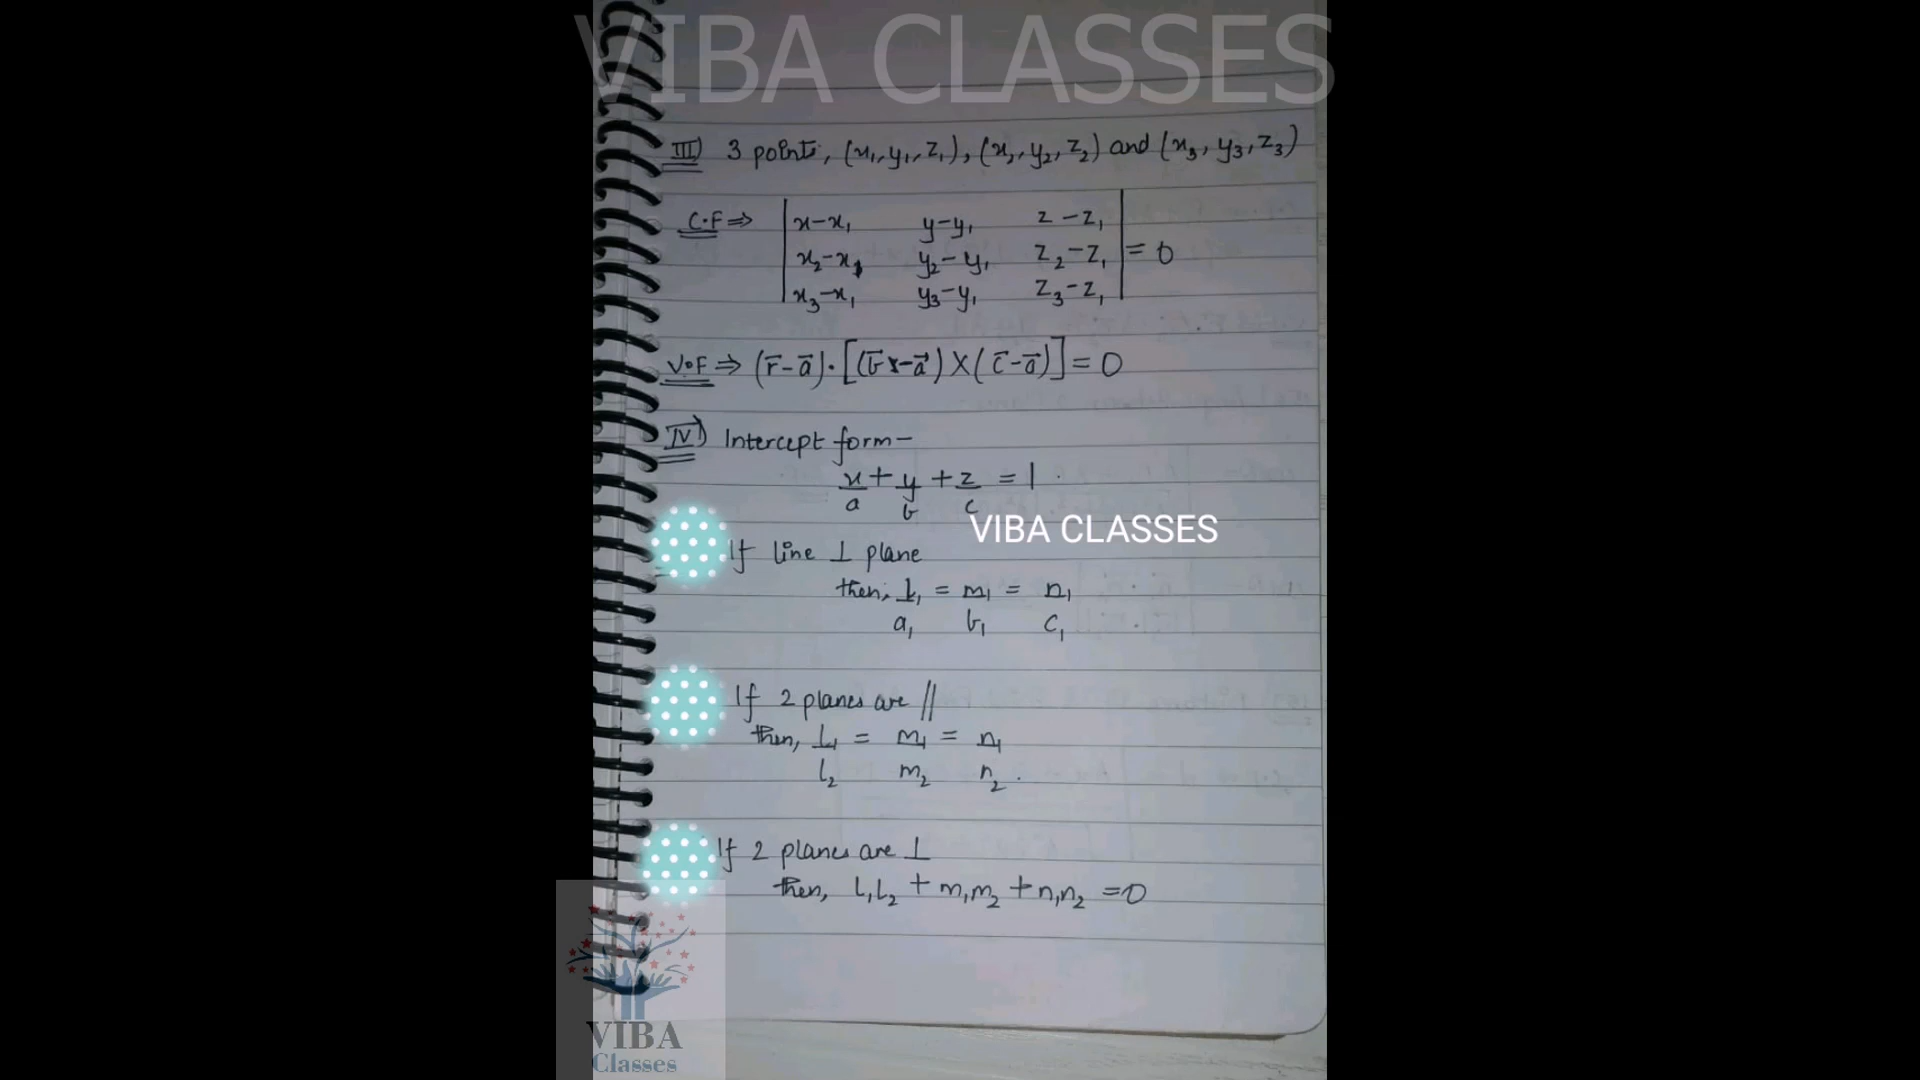 VIBA CLASSES
III) 3 point, (x₁, y₁, z₁), (x₂, y₂, z₂) and (x₃, y₃, z₃)
C.F ⇒ | x-x₁ y-y₁ z-z₁ |
| x₂-x₁ y₂-y₁ z₂-z₁ | = 0
| x₃-x₁ y₃-y₁ z₃-z₁ |
V.F ⇒ (r̄-ā)·[(b̄-ā)X(c̄-ā)] = 0
IV) Intercept form-
x/a + y/b + z/c = 1
VIBA CLASSES
If line ⊥ plane
then, l₁/a₁ = m₁/b₁ = n₁/c₁
If 2 planes are //
then, l₁/l₂ = m₁/m₂ = n₁/n₂.
If 2 planes are ⊥
then, l₁l₂ + m₁m₂ + n₁n₂ = 0
VIBA
Classes